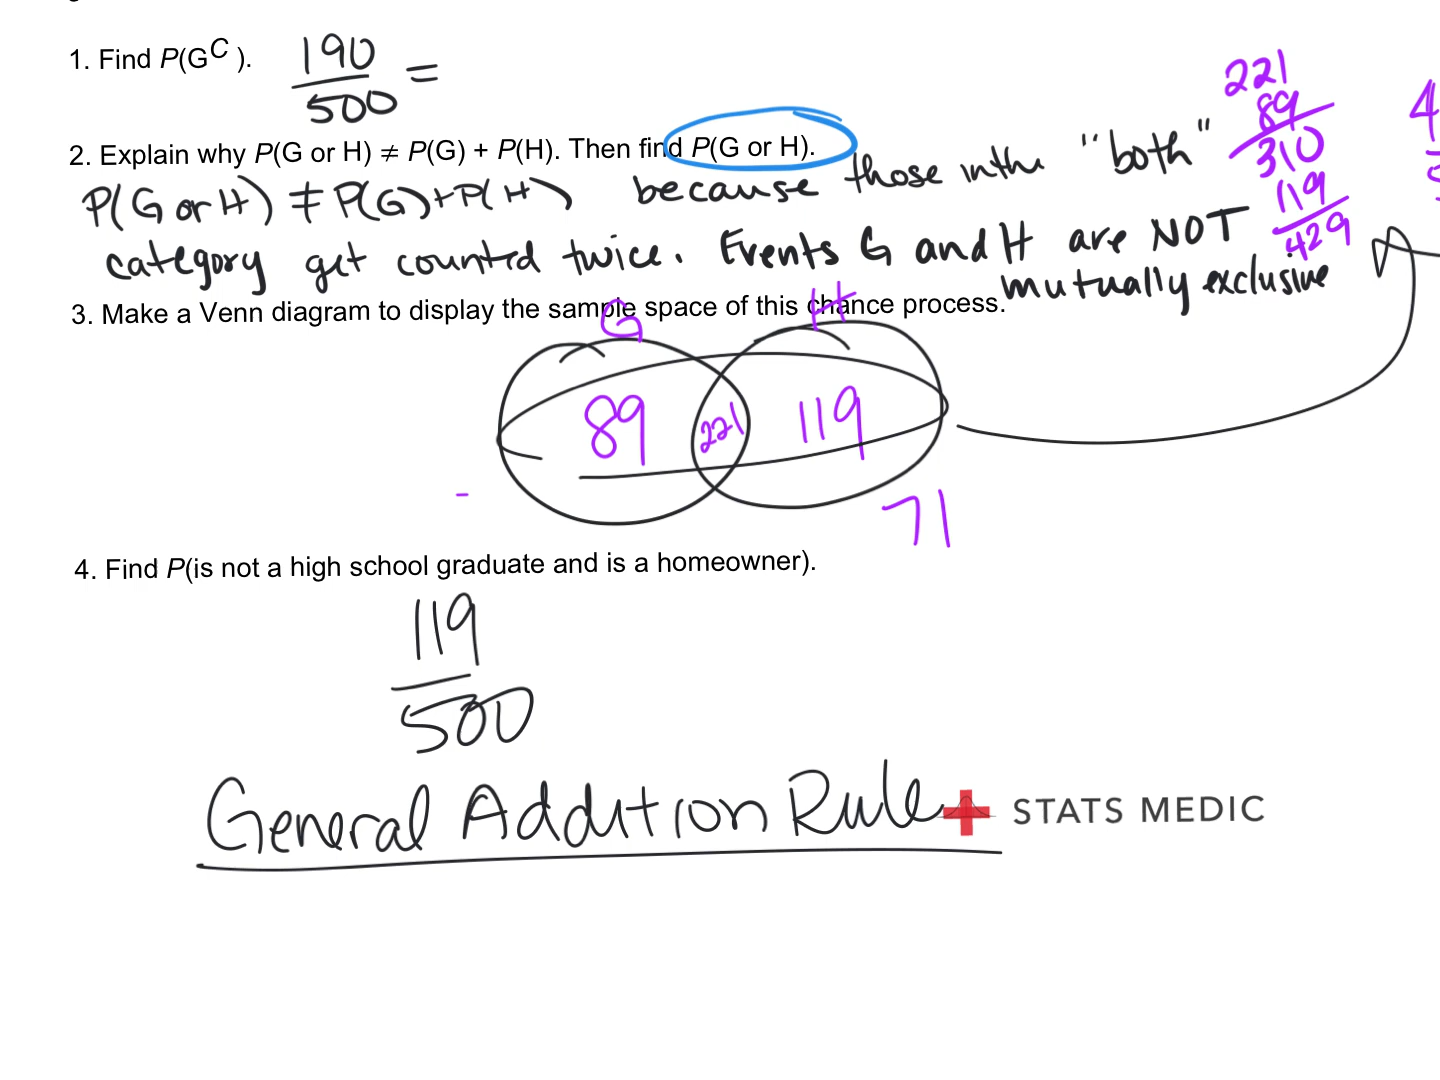 1. Find P(G^C). 190/500 =
2. Explain why P(G or H) ≠ P(G) + P(H). Then find P(G or H).
P(G or H) ≠ P(G)+P(H) because those in the "both"
category get counted twice. Events G and H are NOT
mutually exclusive
221
89
310
119
429
4
5
3. Make a Venn diagram to display the sample space of this chance process.
G H
89 221 119
71
4. Find P(is not a high school graduate and is a homeowner).
119
500
General Addition Rule
STATS MEDIC